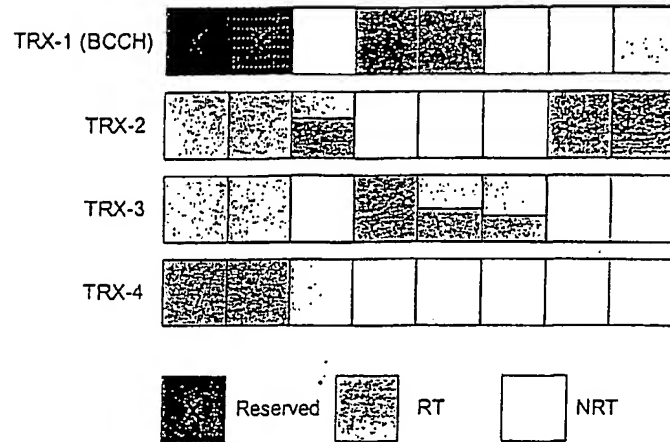 TRX-1 (BCCH)
TRX-2
TRX-3
TRX-4
Reserved RT NRT